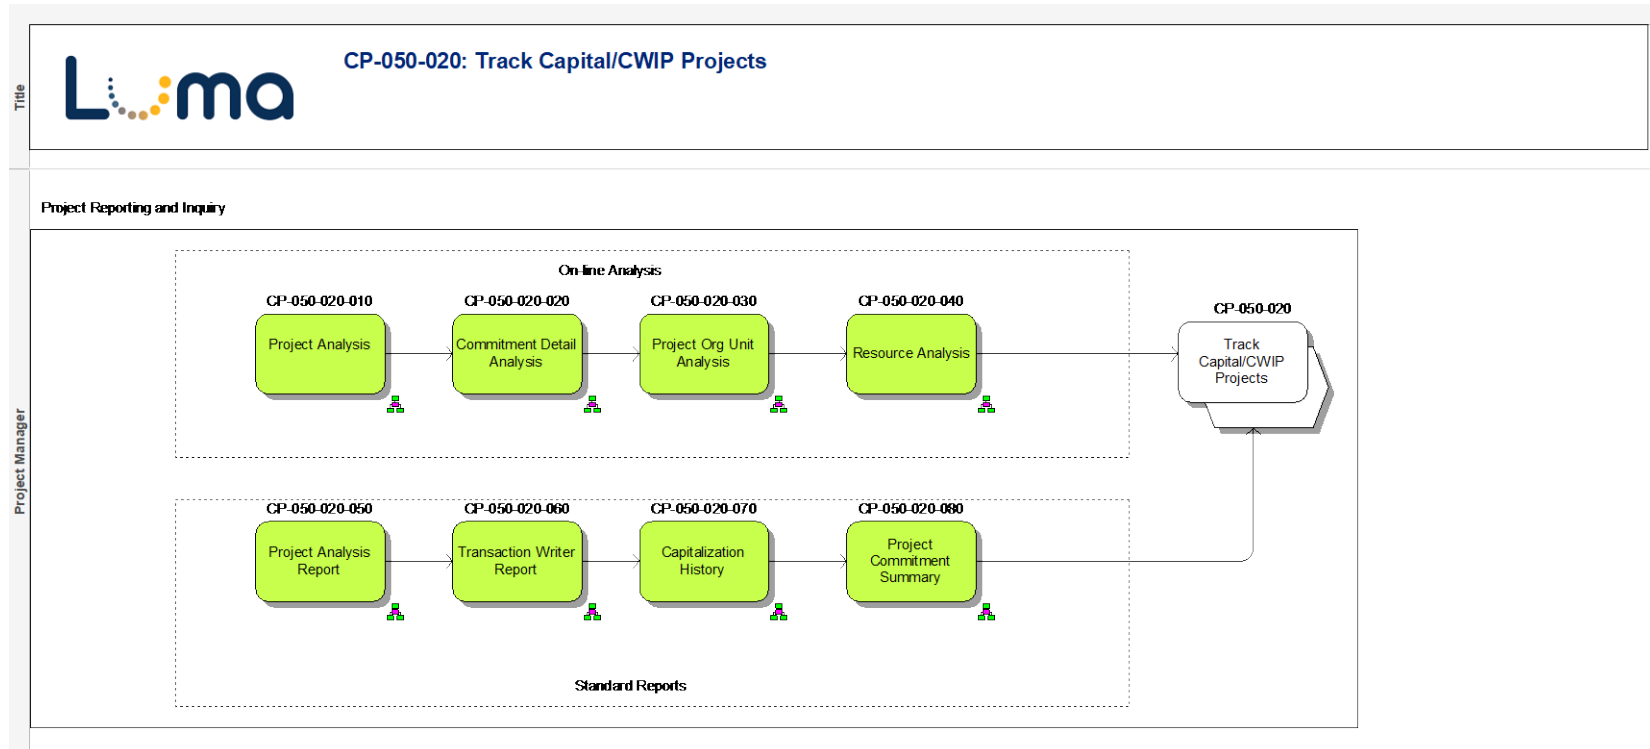 Title
Luma
CP-050-020: Track Capital/CWIP Projects
Project Manager
Project Reporting and Inquiry
On-line Analysis
CP-050-020-010
Project Analysis
CP-050-020-020
Commitment Detail
Analysis
CP-050-020-030
Project Org Unit
Analysis
CP-050-020-040
Resource Analysis
CP-050-020
Track
Capital/CWIP
Projects
CP-050-020-050
Project Analysis
Report
CP-050-020-060
Transaction Writer
Report
CP-050-020-070
Capitalization
History
CP-050-020-080
Project
Commitment
Summary
Standard Reports